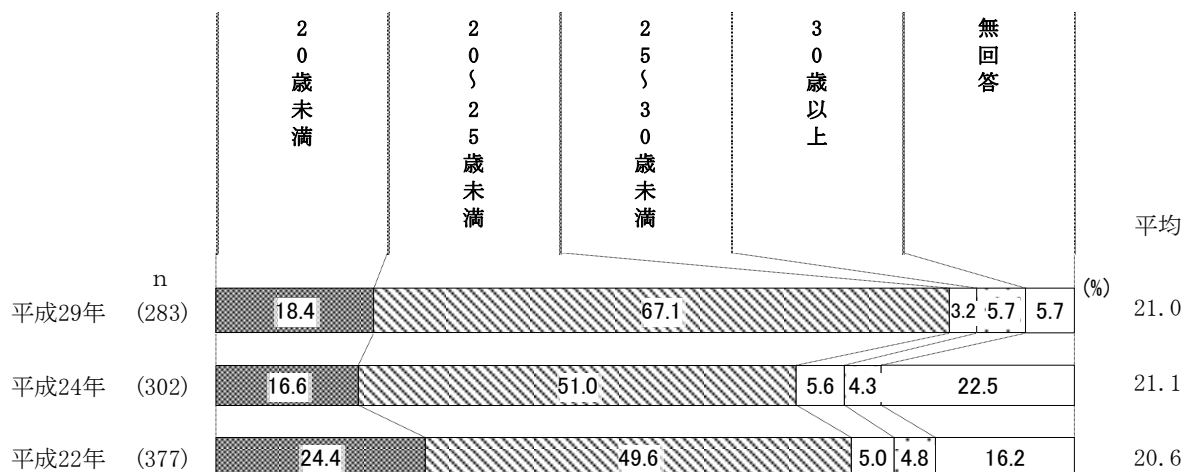 20歳未満
20~25歳未満
25~30歳未満
30歳以上
無回答
平均
n
(%)
平成29年 (283) 18.4 67.1 3.2 5.7 5.7 21.0
平成24年 (302) 16.6 51.0 5.6 4.3 22.5 21.1
平成22年 (377) 24.4 49.6 5.0 4.8 16.2 20.6